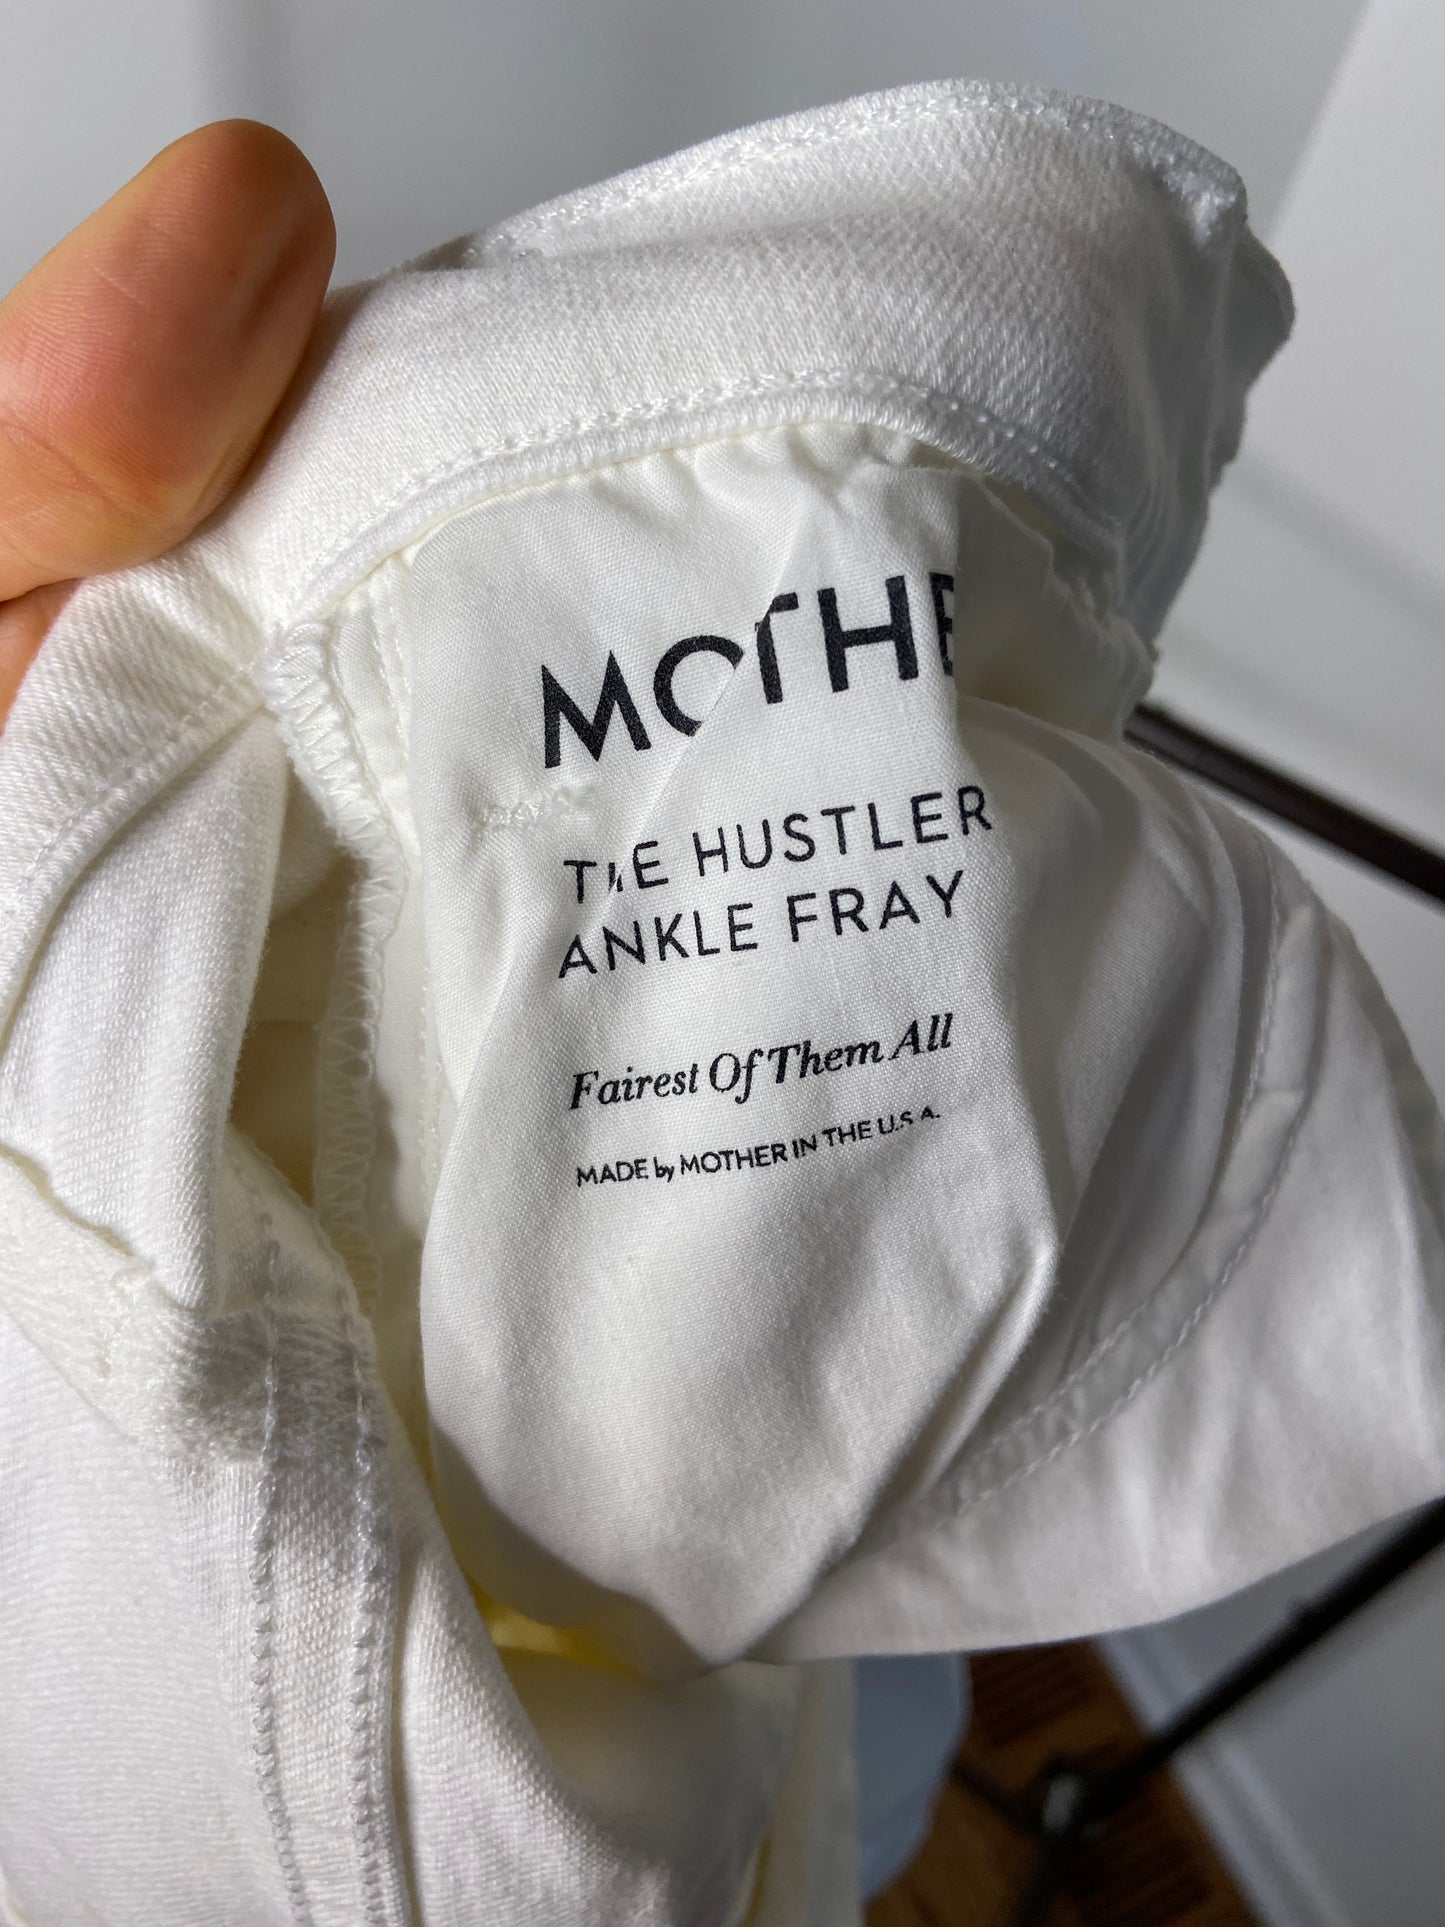 MOTHE
THE HUSTLER
ANKLE FRAY
Fairest Of Them All
MADE by MOTHER IN THE U.S.A.